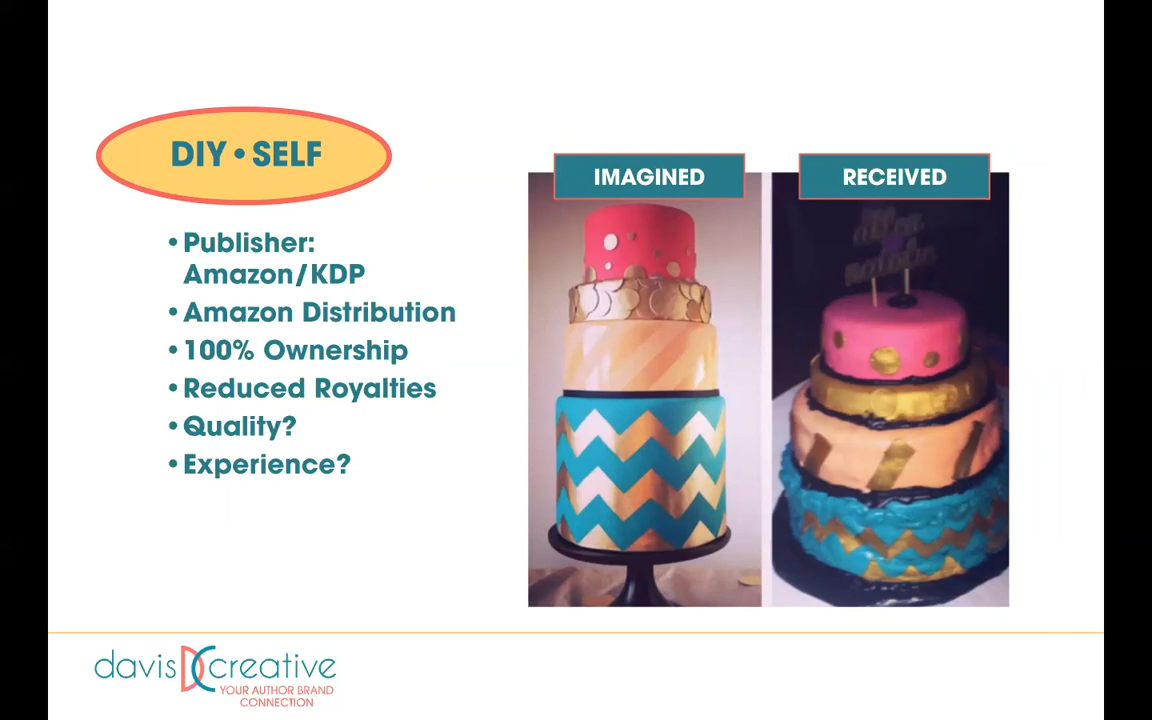 DIY • SELF
• Publisher:
Amazon/KDP
• Amazon Distribution
• 100% Ownership
• Reduced Royalties
• Quality?
• Experience?
IMAGINED
RECEIVED
davis DC creative
YOUR AUTHOR BRAND
CONNECTION